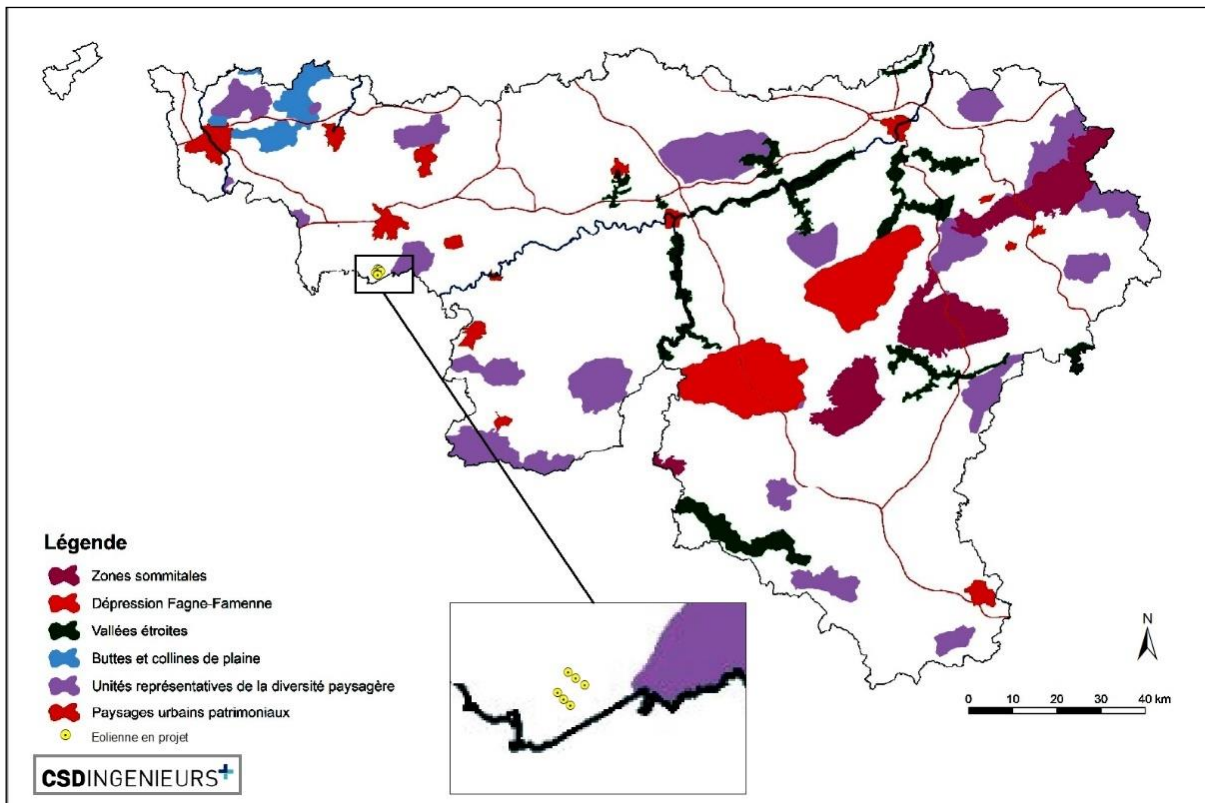 Légende
Zones sommitales
Dépression Fagne-Famenne
Vallées étroites
Buttes et collines de plaine
Unités représentatives de la diversité paysagère
Paysages urbains patrimoniaux
Eolienne en projet
CSDINGENIEURS+
N
0 10 20 30 40 km